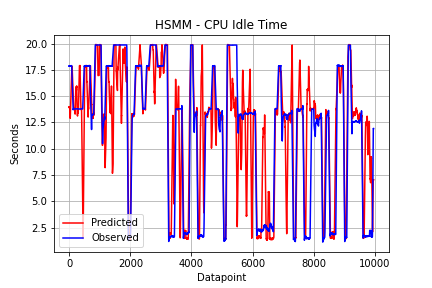 HSMM - CPU Idle Time
20.0
17.5
15.0
12.5
10.0
7.5
5.0
2.5
Seconds
Predicted
Observed
0 2000 4000 6000 8000 10000
Datapoint